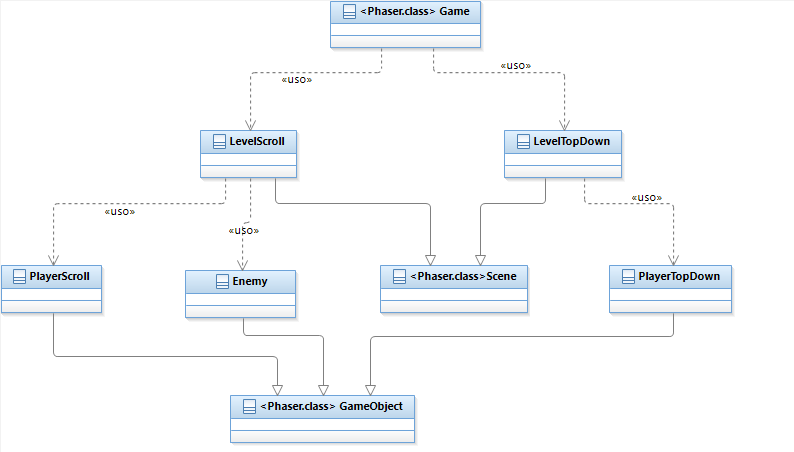 <Phaser.class> Game
«uso»
«uso»
LevelScroll
LevelTopDown
«uso»
«uso»
«uso»
PlayerScroll
Enemy
<Phaser.class>Scene
PlayerTopDown
<Phaser.class> GameObject